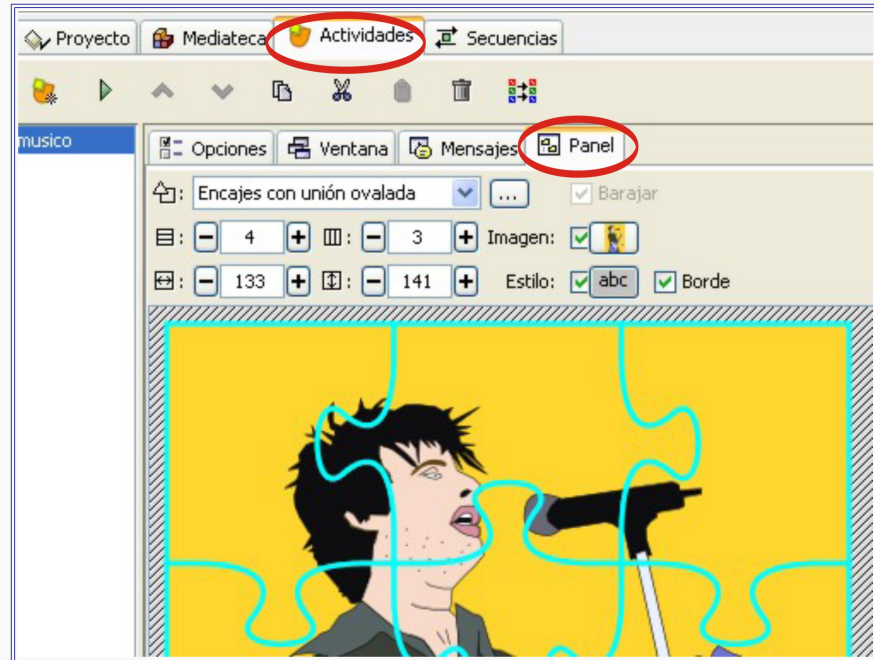 Proyecto Mediateca Actividades Secuencias
musico
Opciones Ventana Mensajes Panel
: Encajes con unión ovalada ... Barajar
: 4 : 3 Imagen:
: 133 : 141 Estilo: abc Borde